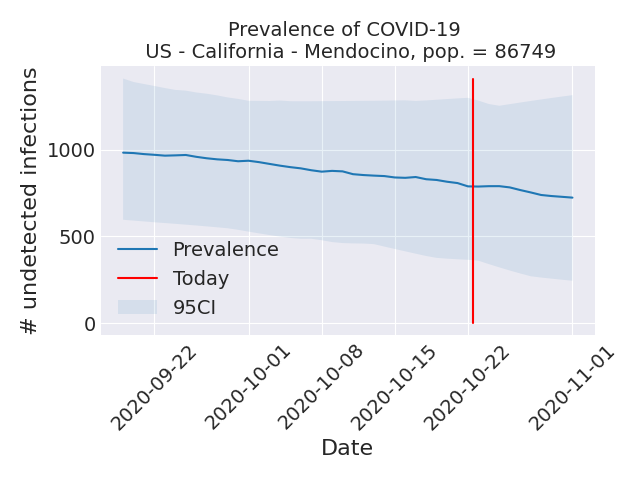 Prevalence of COVID-19
US - California - Mendocino, pop. = 86749
# undetected infections
1000
500
0
Prevalence
Today
95CI
2020-09-22
2020-10-01
2020-10-08
2020-10-15
2020-10-22
2020-11-01
Date